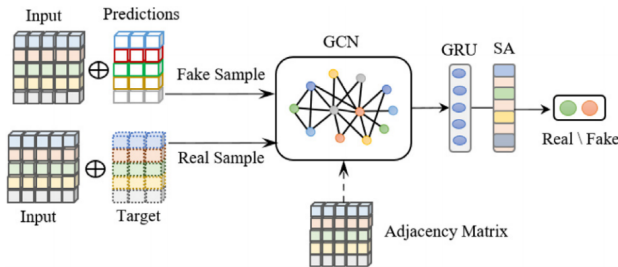 Input
Predictions
GCN
GRU
SA
Fake Sample
Real Sample
Real \ Fake
Input
Target
Adjacency Matrix